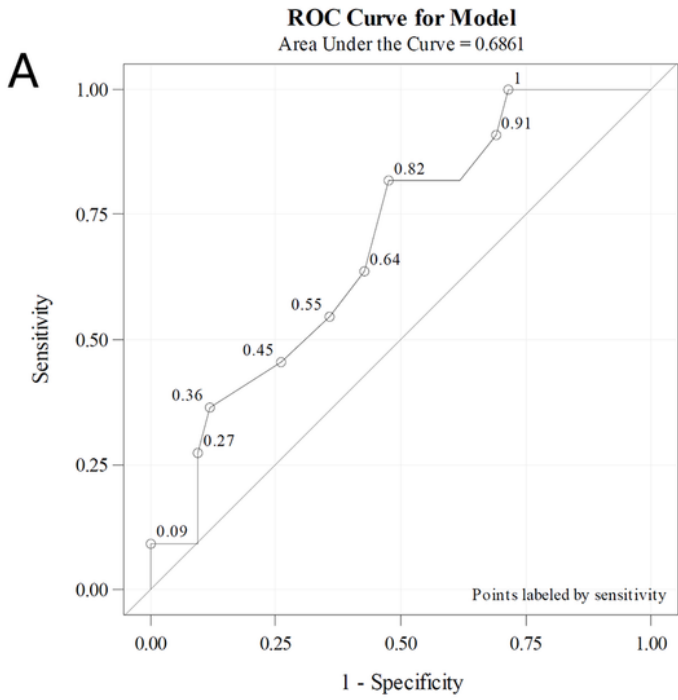 ROC Curve for Model
Area Under the Curve = 0.6861
A
1
1.00
0.91
0.82
0.75
0.64
0.55
0.50
0.45
0.36
0.27
0.25
0.09
0.00
Points labeled by sensitivity
Sensitivity
0.00 0.25 0.50 0.75 1.00
1 - Specificity